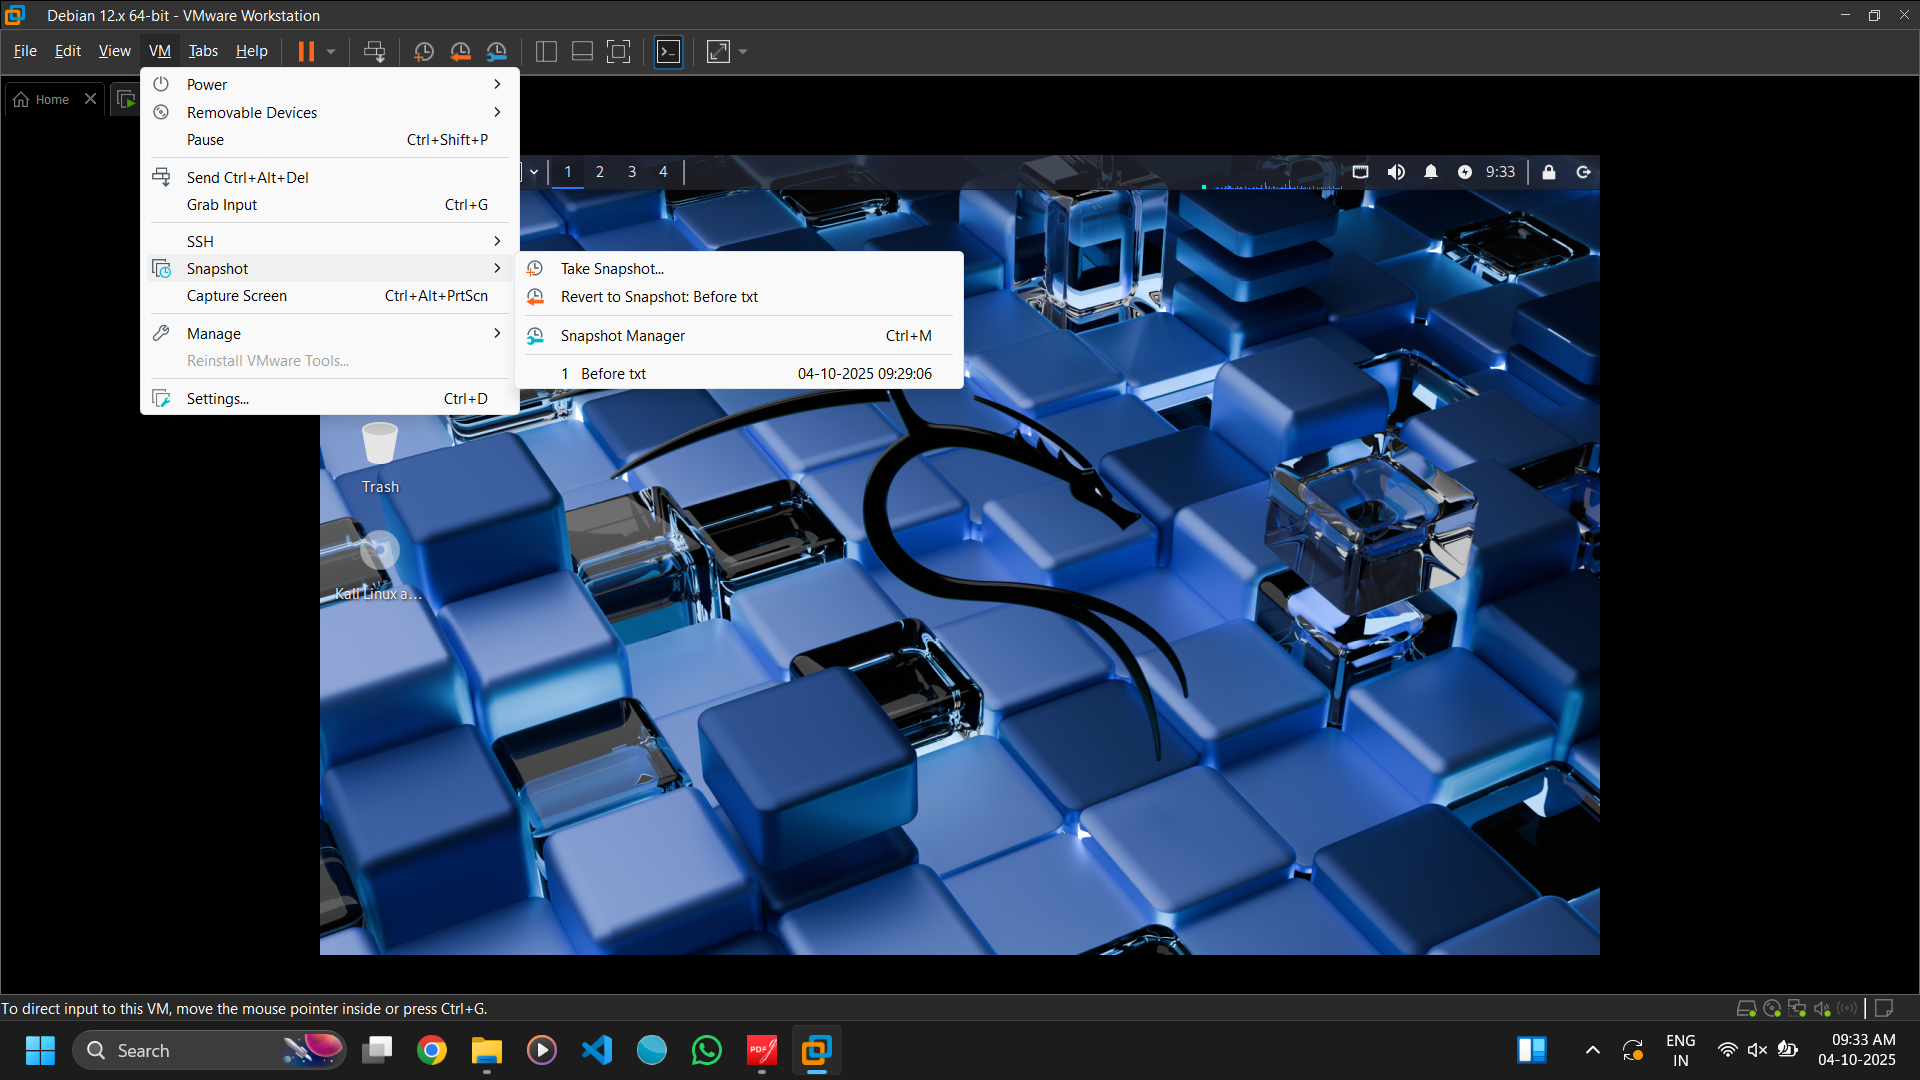 Debian 12.x 64-bit - VMware Workstation
File Edit View VM Tabs Help
Home
Power
Removable Devices
Pause Ctrl+Shift+P
Send Ctrl+Alt+Del
Grab Input Ctrl+G
SSH
Snapshot
Capture Screen Ctrl+Alt+PrtScn
Manage
Reinstall VMware Tools...
Settings... Ctrl+D
Take Snapshot...
Revert to Snapshot: Before txt
Snapshot Manager Ctrl+M
1 Before txt 04-10-2025 09:29:06
1 2 3 4 9:33
Trash
Kali Linux a...
To direct input to this VM, move the mouse pointer inside or press Ctrl+G.
Search
PDF
ENG
IN
09:33 AM
04-10-2025